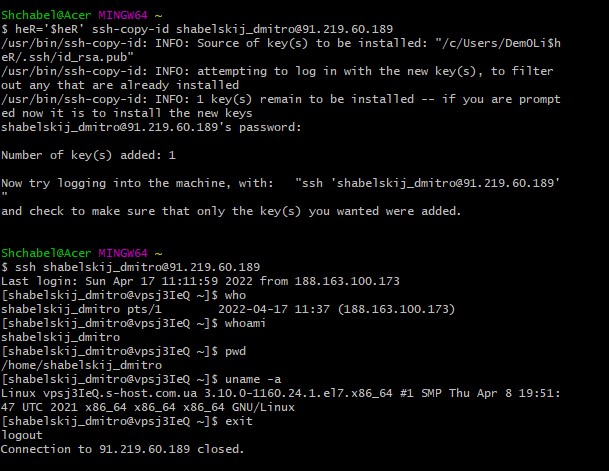 Shchabel@Acer MINGW64 ~
$ heR='$heR' ssh-copy-id shabelskij_dmitro@91.219.60.189
/usr/bin/ssh-copy-id: INFO: Source of key(s) to be installed: "/c/Users/DemOLi$h
eR/.ssh/id_rsa.pub"
/usr/bin/ssh-copy-id: INFO: attempting to log in with the new key(s), to filter
out any that are already installed
/usr/bin/ssh-copy-id: INFO: 1 key(s) remain to be installed -- if you are prompt
ed now it is to install the new keys
shabelskij_dmitro@91.219.60.189's password:
Number of key(s) added: 1
Now try logging into the machine, with:   "ssh 'shabelskij_dmitro@91.219.60.189'
"
and check to make sure that only the key(s) you wanted were added.
Shchabel@Acer MINGW64 ~
$ ssh shabelskij_dmitro@91.219.60.189
Last login: Sun Apr 17 11:11:59 2022 from 188.163.100.173
[shabelskij_dmitro@vpsj3IeQ ~]$ who
shabelskij_dmitro pts/1        2022-04-17 11:37 (188.163.100.173)
[shabelskij_dmitro@vpsj3IeQ ~]$ whoami
shabelskij_dmitro
[shabelskij_dmitro@vpsj3IeQ ~]$ pwd
/home/shabelskij_dmitro
[shabelskij_dmitro@vpsj3IeQ ~]$ uname -a
Linux vpsj3IeQ.s-host.com.ua 3.10.0-1160.24.1.el7.x86_64 #1 SMP Thu Apr 8 19:51:
47 UTC 2021 x86_64 x86_64 x86_64 GNU/Linux
[shabelskij_dmitro@vpsj3IeQ ~]$ exit
logout
Connection to 91.219.60.189 closed.